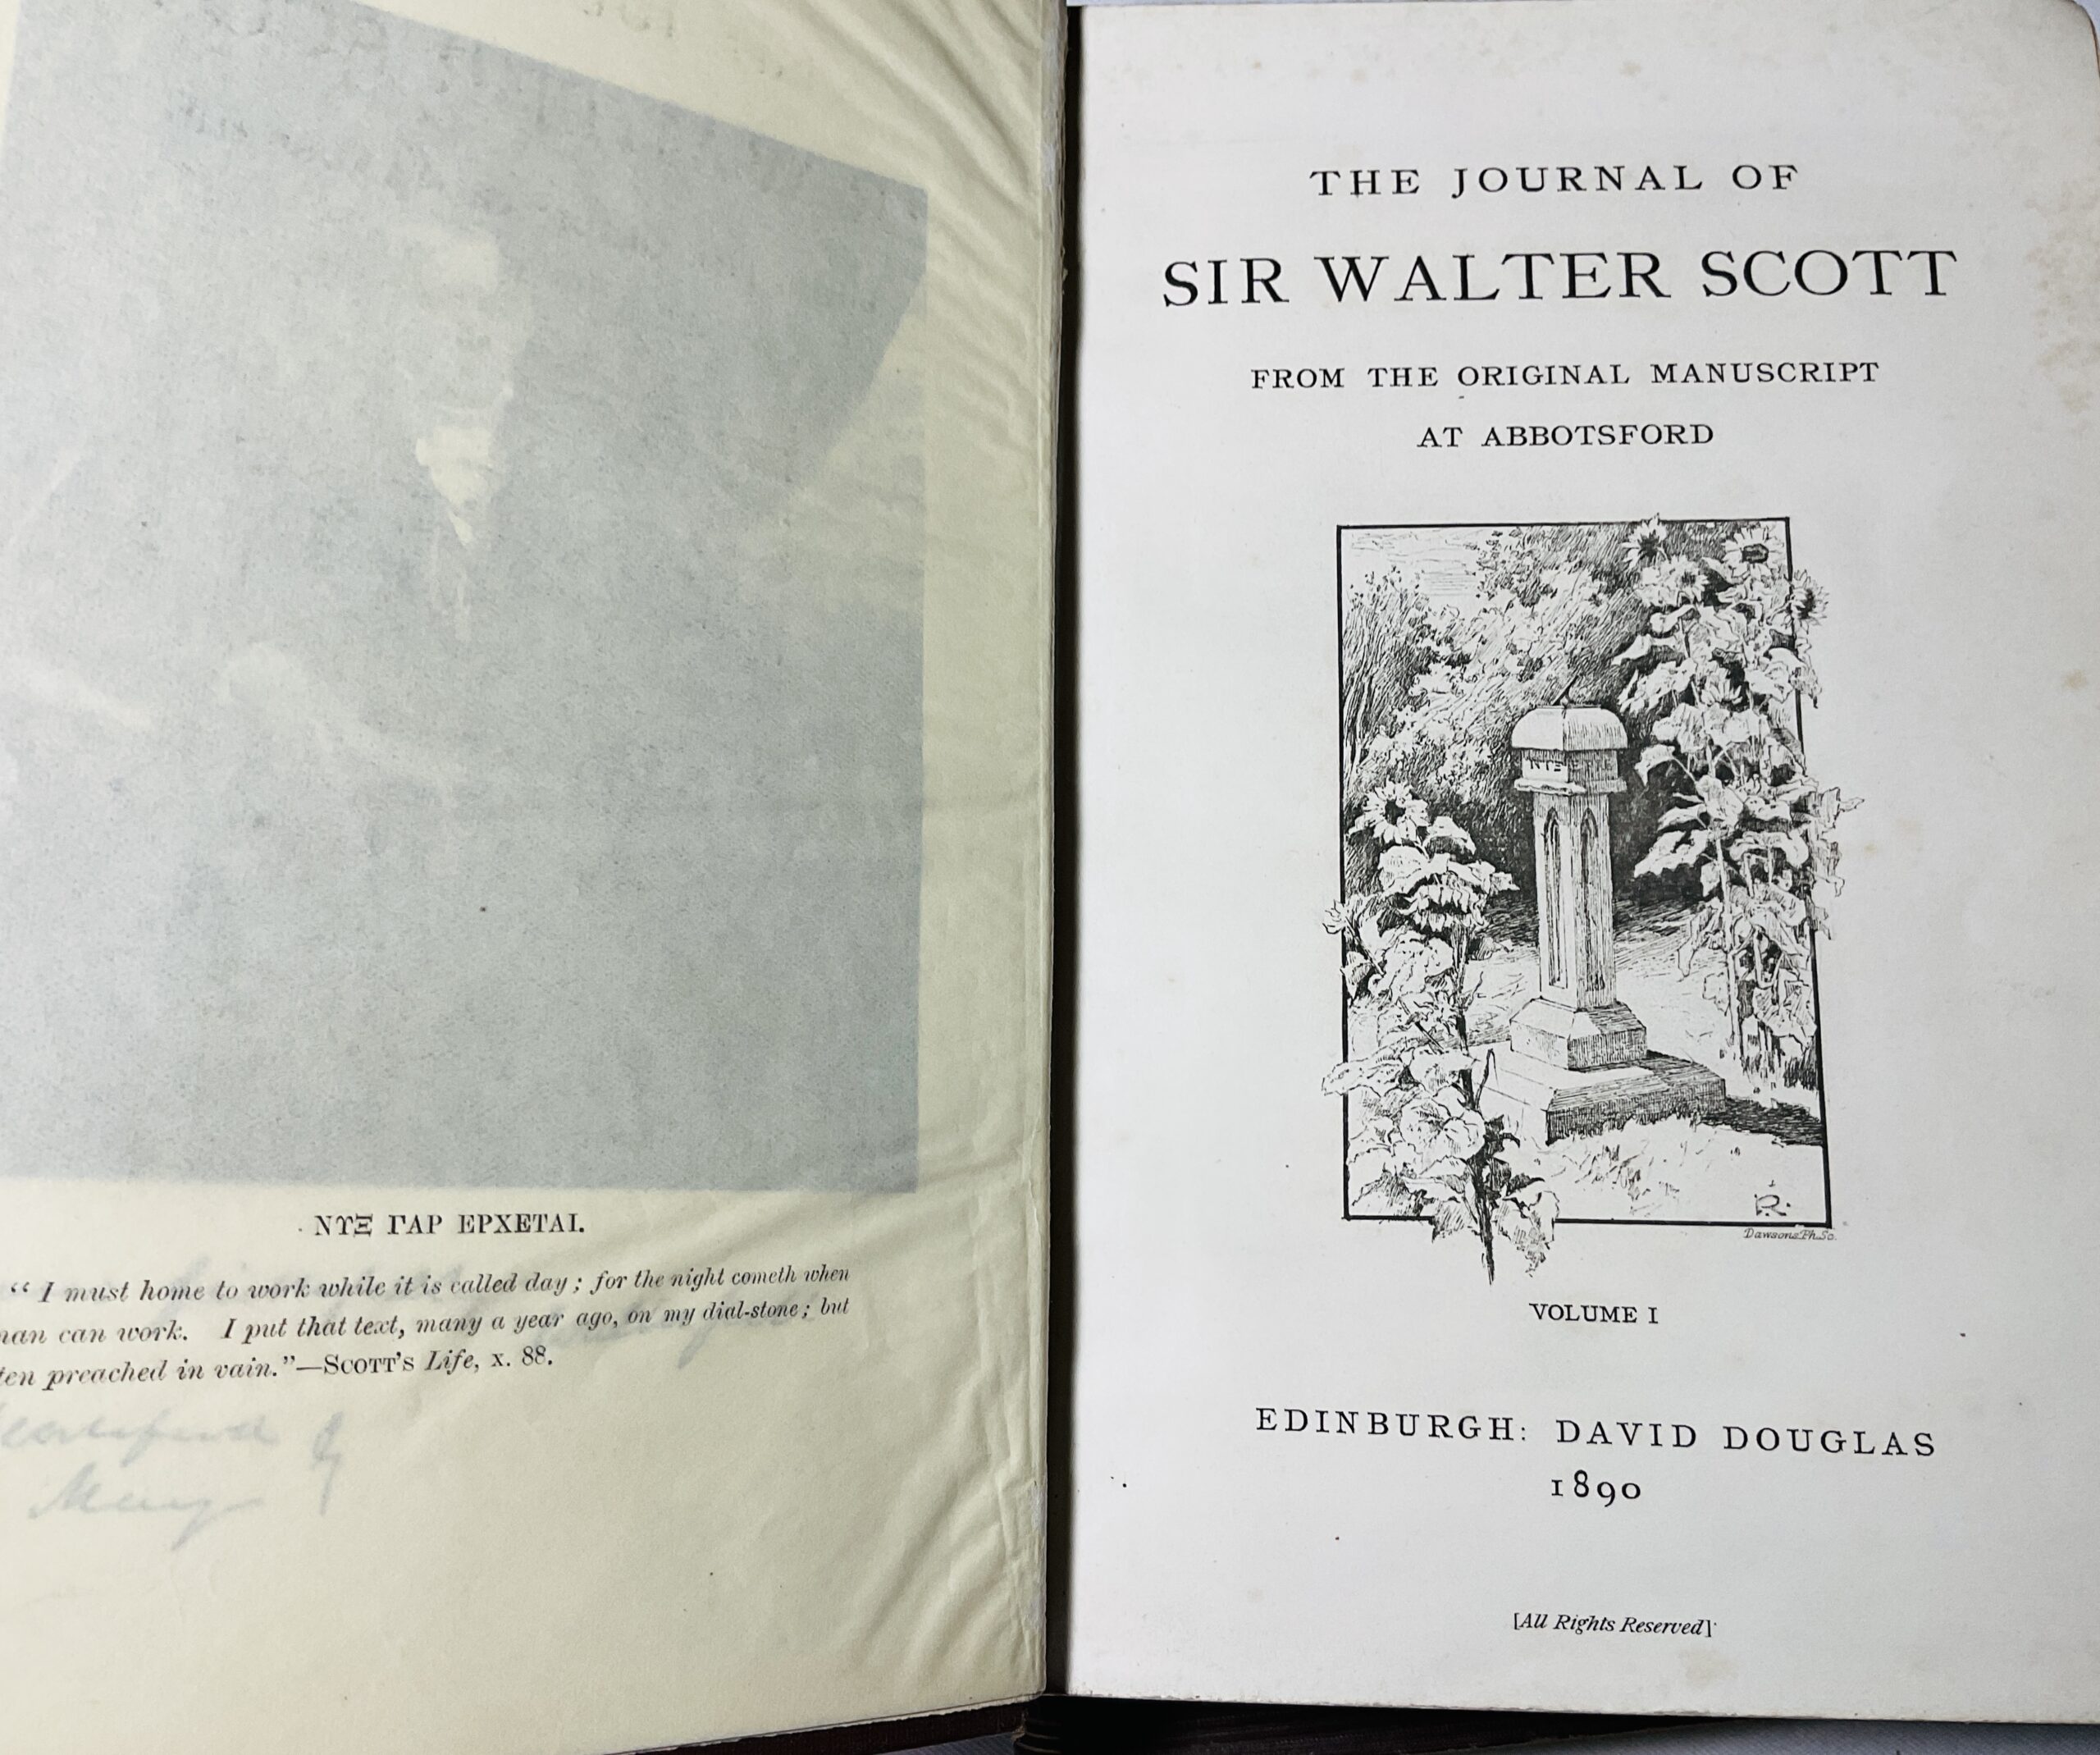 ΝΥΞ ΓΑΡ ΕΡΧΕΤΑΙ.
“I must home to work while it is called day; for the night cometh when
man can work. I put that text, many a year ago, on my dial-stone; but
ten preached in vain.”—SCOTT'S Life, x. 88.
THE JOURNAL OF
SIR WALTER SCOTT
FROM THE ORIGINAL MANUSCRIPT
AT ABBOTSFORD
ΝΥΞ
R.
Dawsons Ph.Sc.
VOLUME I
EDINBURGH: DAVID DOUGLAS
1890
[All Rights Reserved]